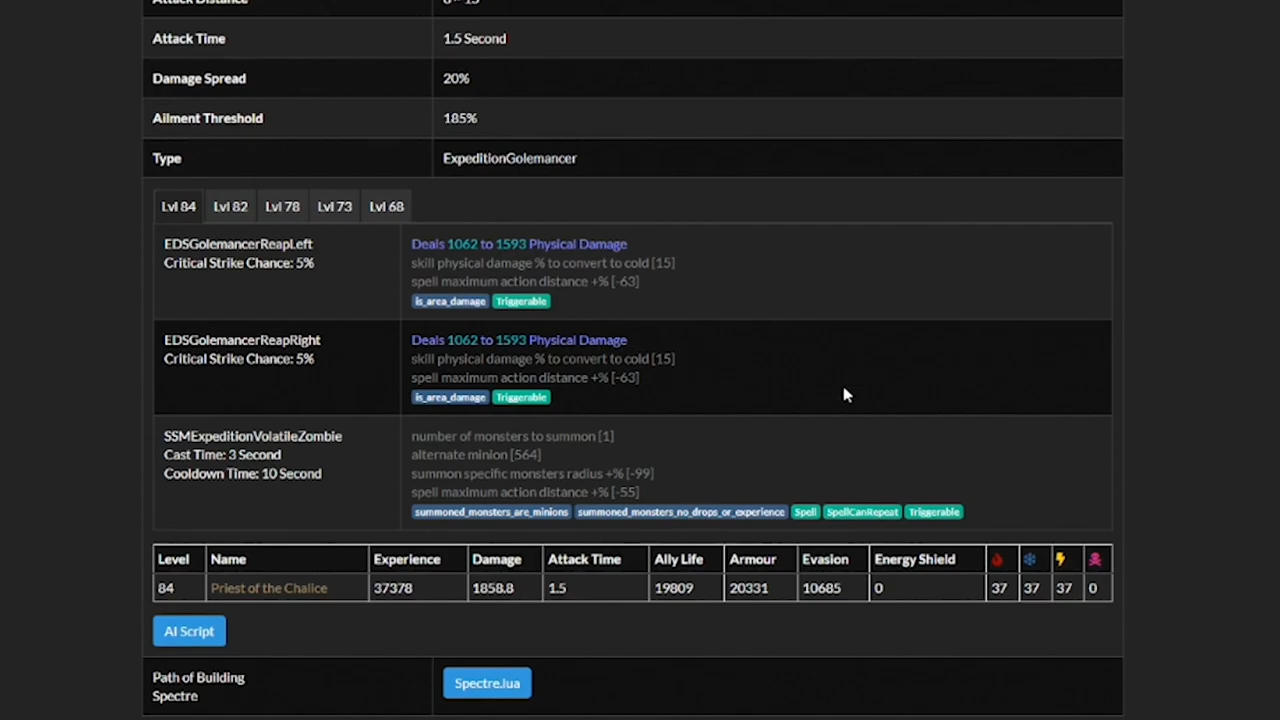 Attack Distance
Attack Time 1.5 Second
Damage Spread 20%
Ailment Threshold 185%
Type ExpeditionGolemancer
Lvl 84 Lvl 82 Lvl 78 Lvl 73 Lvl 68
EDSGolemancerReapLeft
Critical Strike Chance: 5%
Deals 1062 to 1593 Physical Damage
skill physical damage % to convert to cold [15]
spell maximum action distance +% [-63]
is_area_damage Triggerable
EDSGolemancerReapRight
Critical Strike Chance: 5%
Deals 1062 to 1593 Physical Damage
skill physical damage % to convert to cold [15]
spell maximum action distance +% [-63]
is_area_damage Triggerable
SSMExpeditionVolatileZombie
Cast Time: 3 Second
Cooldown Time: 10 Second
number of monsters to summon [1]
alternate minion [564]
summon specific monsters radius +% [-99]
spell maximum action distance +% [-55]
summoned_monsters_are_minions summoned_monsters_no_drops_or_experience Spell SpellCanRepeat Triggerable
Level Name Experience Damage Attack Time Ally Life Armour Evasion Energy Shield
84 Priest of the Chalice 37378 1858.8 1.5 19809 20331 10685 0 37 37 37 0
AI Script
Path of Building
Spectre
Spectre.lua